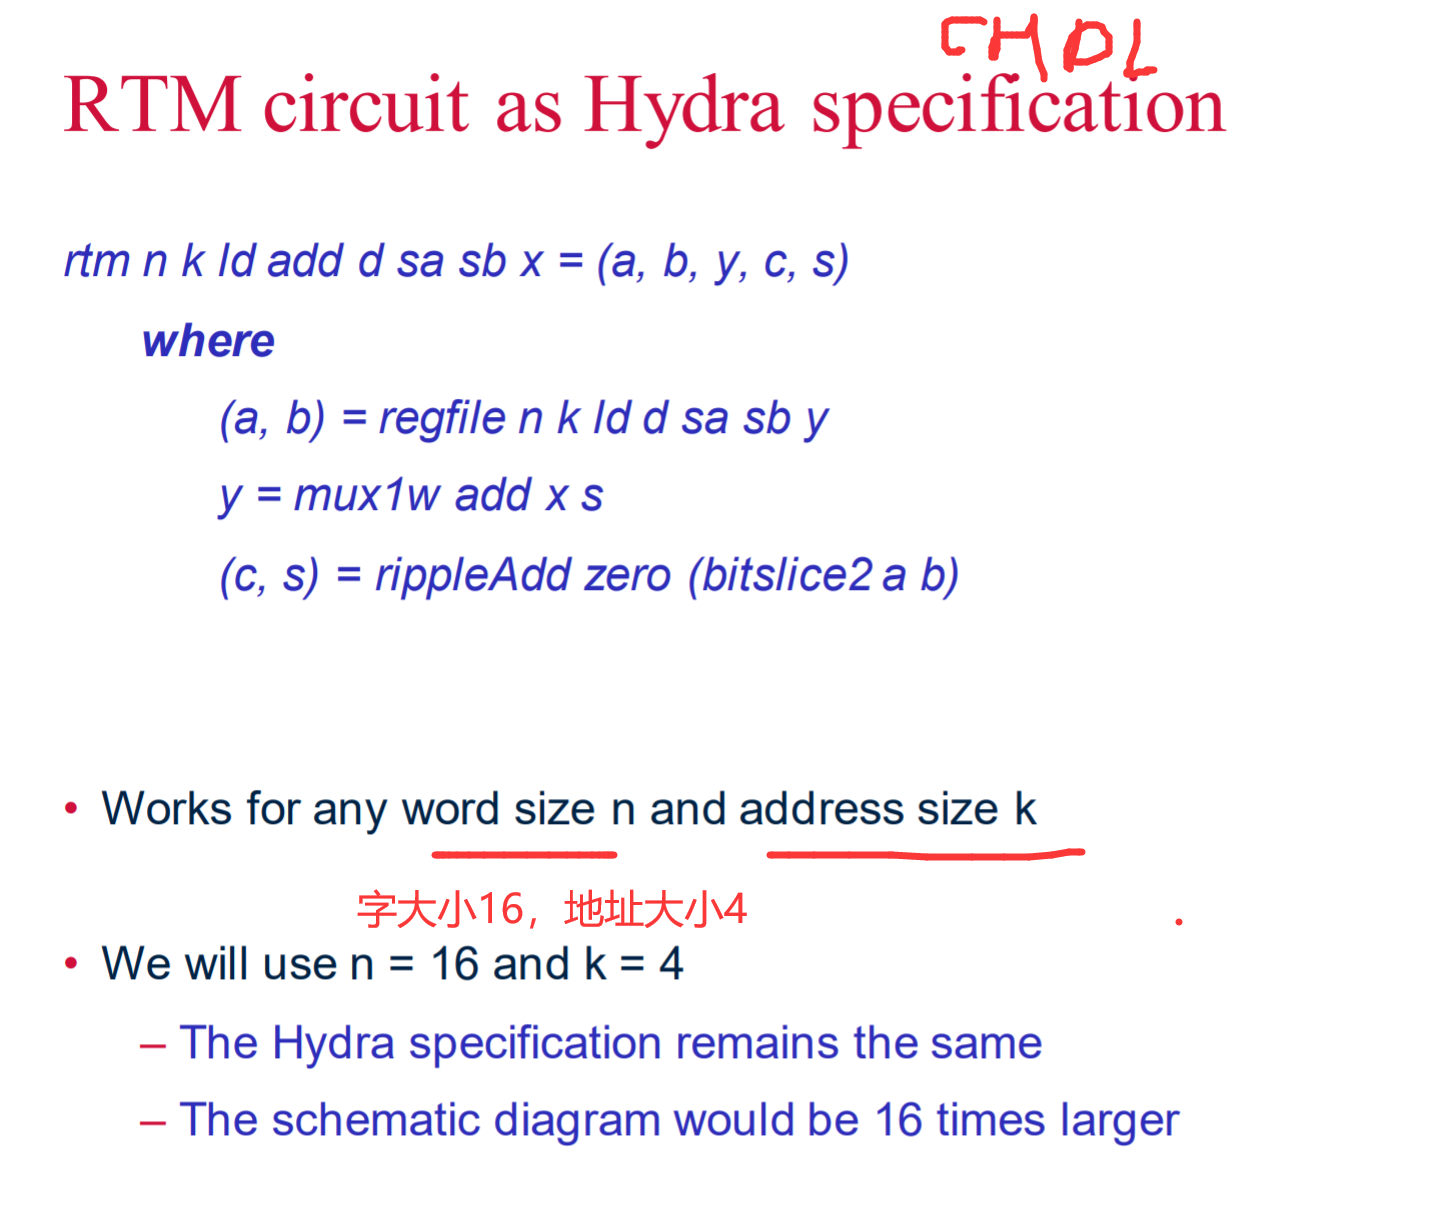 CHDL
RTM circuit as Hydra specification
rtm n k ld add d sa sb x = (a, b, y, c, s)
where
(a, b) = regfile n k ld d sa sb y
y = mux1w add x s
(c, s) = rippleAdd zero (bitslice2 a b)
• Works for any word size n and address size k
字大小16，地址大小4
• We will use n = 16 and k = 4
– The Hydra specification remains the same
– The schematic diagram would be 16 times larger